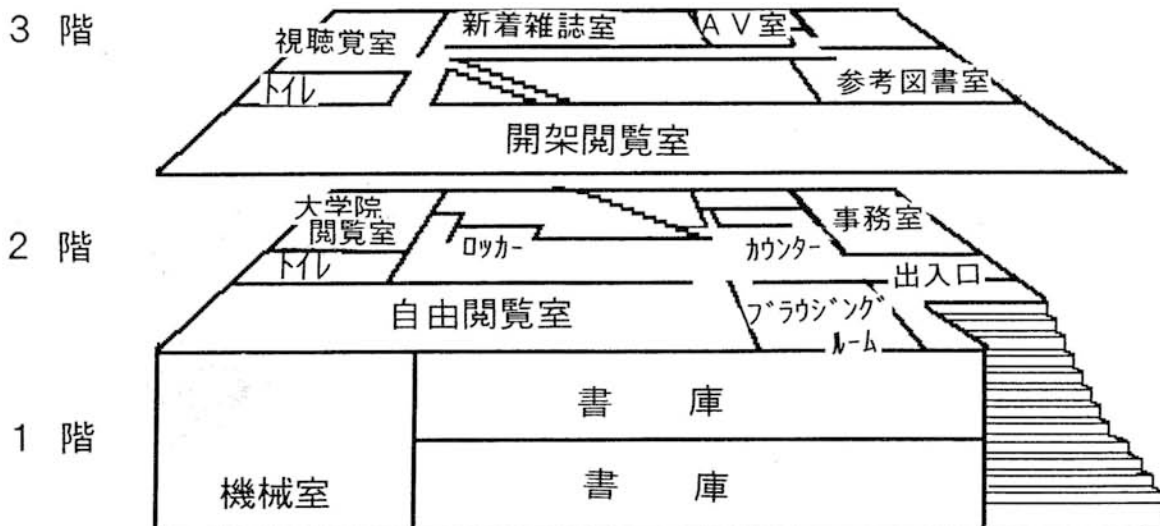 3 階
視聴覚室
新着雑誌室
ＡＶ室
トイレ
参考図書室
開架閲覧室
2 階
大学院
閲覧室
ロッカー
カウンター
事務室
トイレ
出入口
自由閲覧室
ブラウジング
ルーム
1 階
書 庫
機械室
書 庫